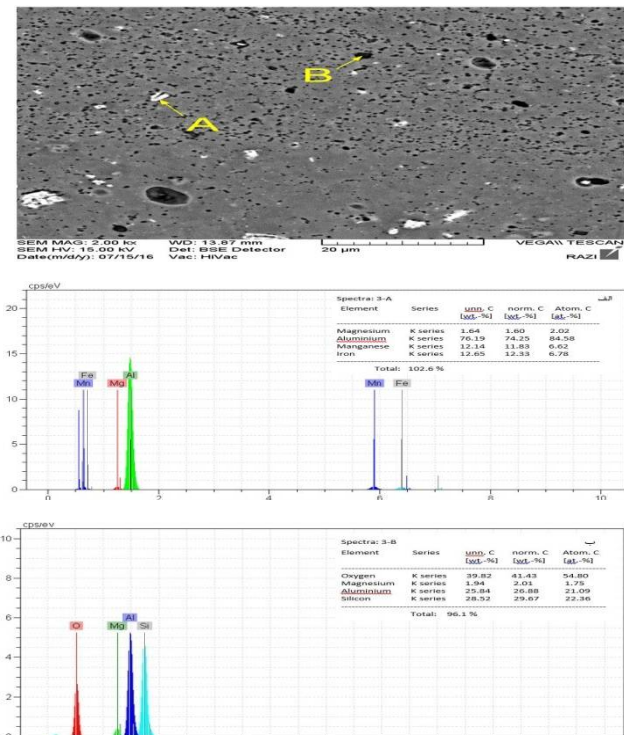 A
B
SEM MAG: 2.00 kx WD: 13.87 mm VEGA\\ TESCAN
SEM HV: 15.00 kV Det: BSE Detector 20 µm
Date(m/d/y): 07/15/16 Vac: HiVac RAZI
cps/eV
Spectra: 3-A الف
Element Series unn. C norm. C Atom. C
[wt.-%] [wt.-%] [at.-%]
Magnesium K series 1.64 1.60 2.02
Aluminium K series 76.19 74.25 84.58
Manganese K series 12.14 11.83 6.62
Iron K series 12.65 12.33 6.78
Total: 102.6 %
20
15
10
5
0
Fe
Mn Mg Al Mn Fe
0 2 4 6 8 10
cps/eV
Spectra: 3-B ب
Element Series unn. C norm. C Atom. C
[wt.-%] [wt.-%] [at.-%]
Oxygen K series 39.82 41.43 54.80
Magnesium K series 1.94 2.01 1.75
Aluminium K series 25.84 26.88 21.09
Silicon K series 28.52 29.67 22.36
Total: 96.1 %
10
8
6
4
2
0
O Mg Al Si